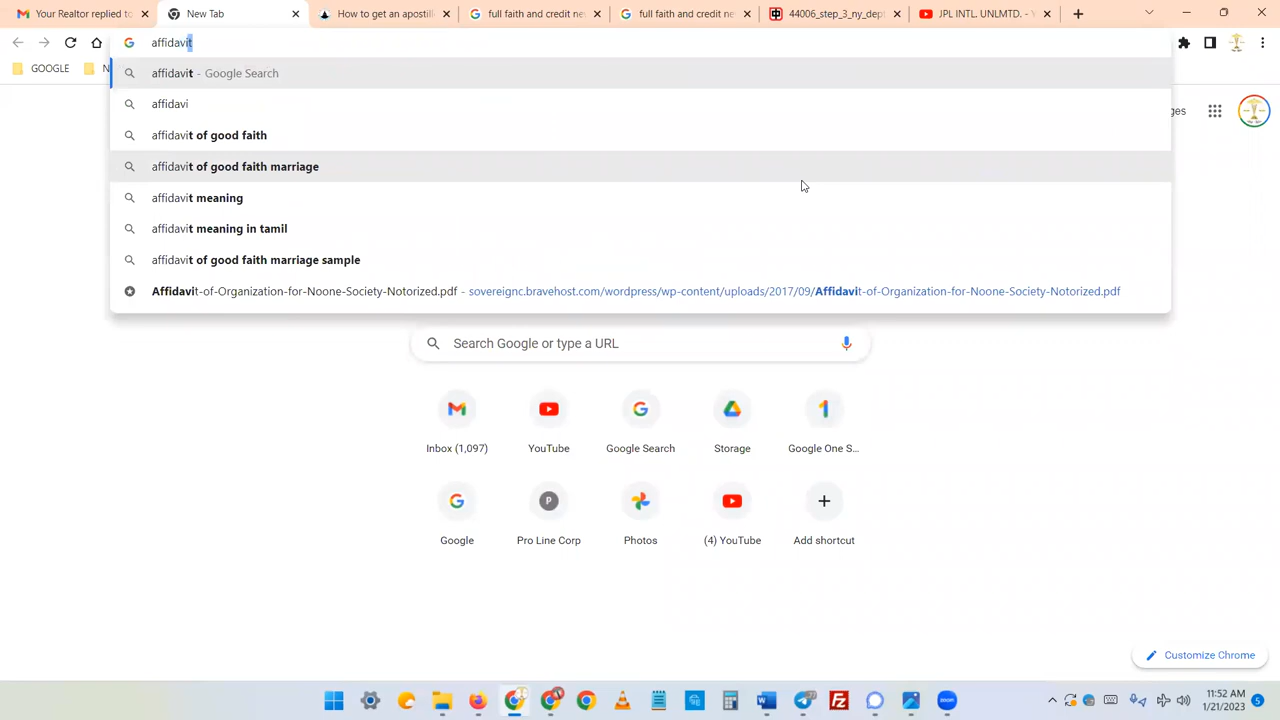 Your Realtor replied to
New Tab
How to get an apostill
full faith and credit ne
full faith and credit ne
44006_step_3_ny_dept
JPL INTL. UNLMTD. - Y
affidavit
GOOGLE
N
affidavit - Google Search
affidavi
affidavit of good faith
affidavit of good faith marriage
ges
affidavit meaning
affidavit meaning in tamil
affidavit of good faith marriage sample
Affidavit-of-Organization-for-Noone-Society-Notorized.pdf - sovereignc.bravehost.com/wordpress/wp-content/uploads/2017/09/Affidavit-of-Organization-for-Noone-Society-Notorized.pdf
Search Google or type a URL
Inbox (1,097)
YouTube
Google Search
Storage
Google One S...
P
Google
Pro Line Corp
Photos
(4) YouTube
Add shortcut
Customize Chrome
zoom
11:52 AM
1/21/2023
5